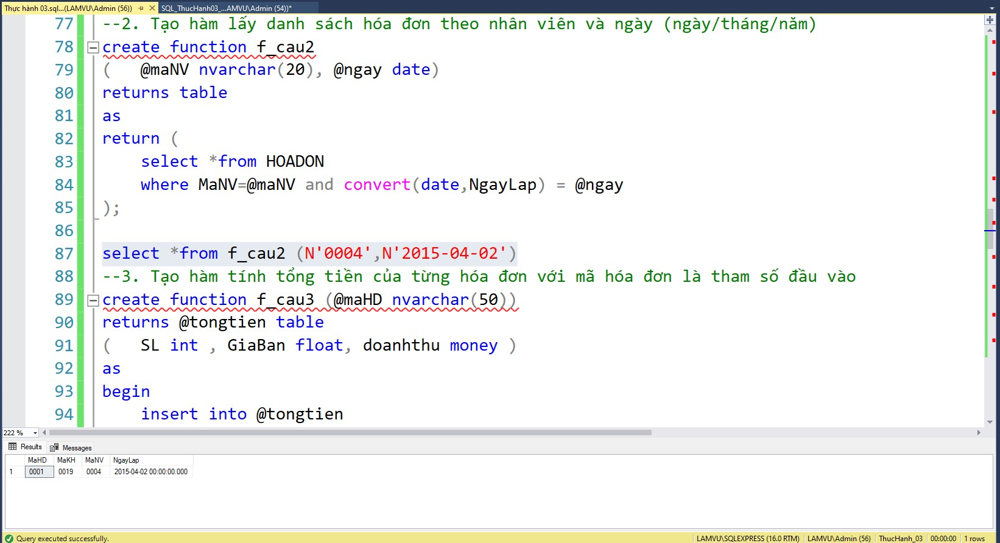 Thực hành 03.sql...(LAMVU\Admin (56)) SQL_ThucHanh03_...AMVU\Admin (54))*
77 --2. Tạo hàm lấy danh sách hóa đơn theo nhân viên và ngày (ngày/tháng/năm)
78 create function f_cau2
79 ( @maNV nvarchar(20), @ngay date)
80 returns table
81 as
82 return (
83 select *from HOADON
84 where MaNV=@maNV and convert(date,NgayLap) = @ngay
85 );
86
87 select *from f_cau2 (N'0004',N'2015-04-02')
88 --3. Tạo hàm tính tổng tiền của từng hóa đơn với mã hóa đơn là tham số đầu vào
89 create function f_cau3 (@maHD nvarchar(50))
90 returns @tongtien table
91 ( SL int , GiaBan float, doanhthu money )
92 as
93 begin
94 insert into @tongtien
222 %
Results Messages
MaHD MaKH MaNV NgayLap
1 0001 0019 0004 2015-04-02 00:00:00.000
Query executed successfully. LAMVU\SQLEXPRESS (16.0 RTM) LAMVU\Admin (56) ThucHanh_03 00:00:00 1 rows